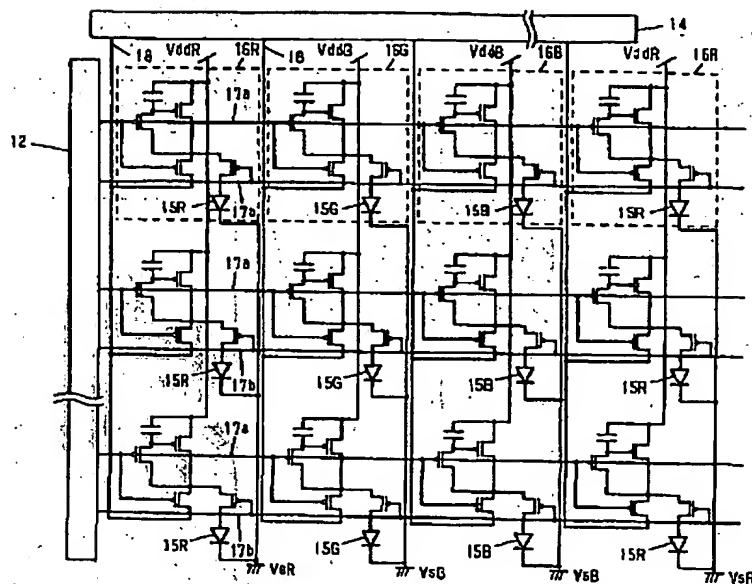 14
18 VddR 16R 18 VddG 16G VddB 16B VddR 16R
12
17a
17b
15R 15G 15B 15R
17a
15R 17b 15G 15B 15R
17a
15R 17b 15G 15B 15R
VsR VsG VsB VsR